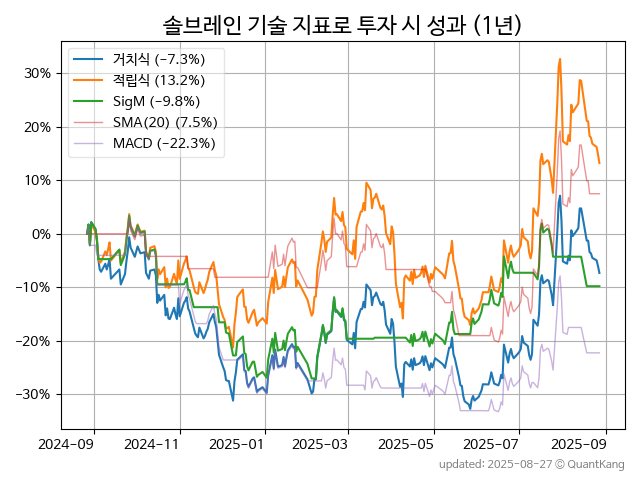 솔브레인 기술 지표로 투자 시 성과 (1년)
거치식 (−7.3%)
적립식 (13.2%)
SigM (−9.8%)
SMA(20) (7.5%)
MACD (−22.3%)
30%
20%
10%
0%
−10%
−20%
−30%
2024-09
2024-11
2025-01
2025-03
2025-05
2025-07
2025-09
updated: 2025-08-27 © QuantKang